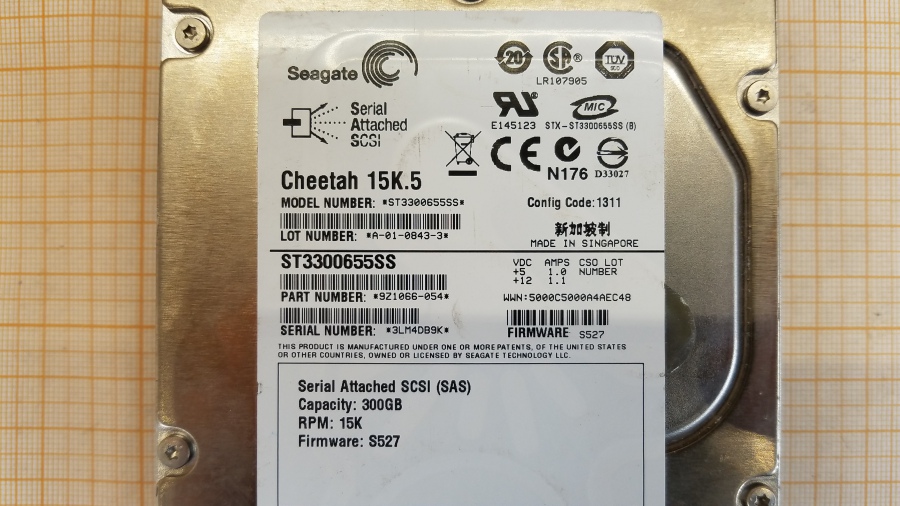 Seagate
20
SA®
TUV
LR107905
Serial
Attached
SCSI
E145123
MIC
STX-ST3300655SS (B)
CE
N176
D33027
Cheetah 15K.5
MODEL NUMBER: *ST3300655SS*
Config Code:1311
LOT NUMBER: *A-01-0843-3*
新加坡制
MADE IN SINGAPORE
ST3300655SS
VDC AMPS CSO LOT
+5 1.0 NUMBER
+12 1.1
PART NUMBER: *9Z1066-054*
WWN:5000C5000A4AEC48
SERIAL NUMBER: *3LM4DB9K*
FIRMWARE S527
THIS PRODUCT IS MANUFACTURED UNDER ONE OR MORE PATENTS, OF THE UNITED STATES
OR OTHER COUNTRIES, OWNED OR LICENSED BY SEAGATE TECHNOLOGY LLC.
Serial Attached SCSI (SAS)
Capacity: 300GB
RPM: 15K
Firmware: S527